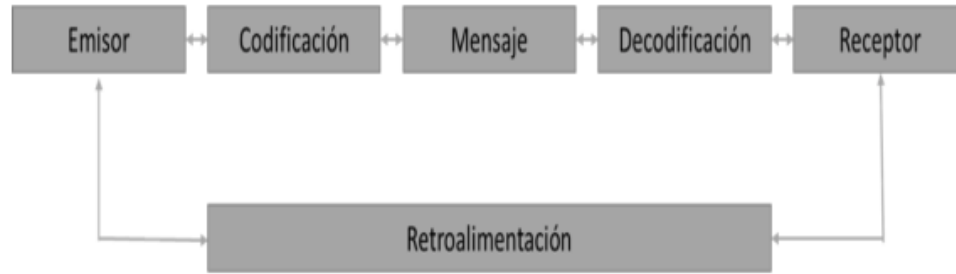 Emisor
Codificación
Mensaje
Decodificación
Receptor
Retroalimentación